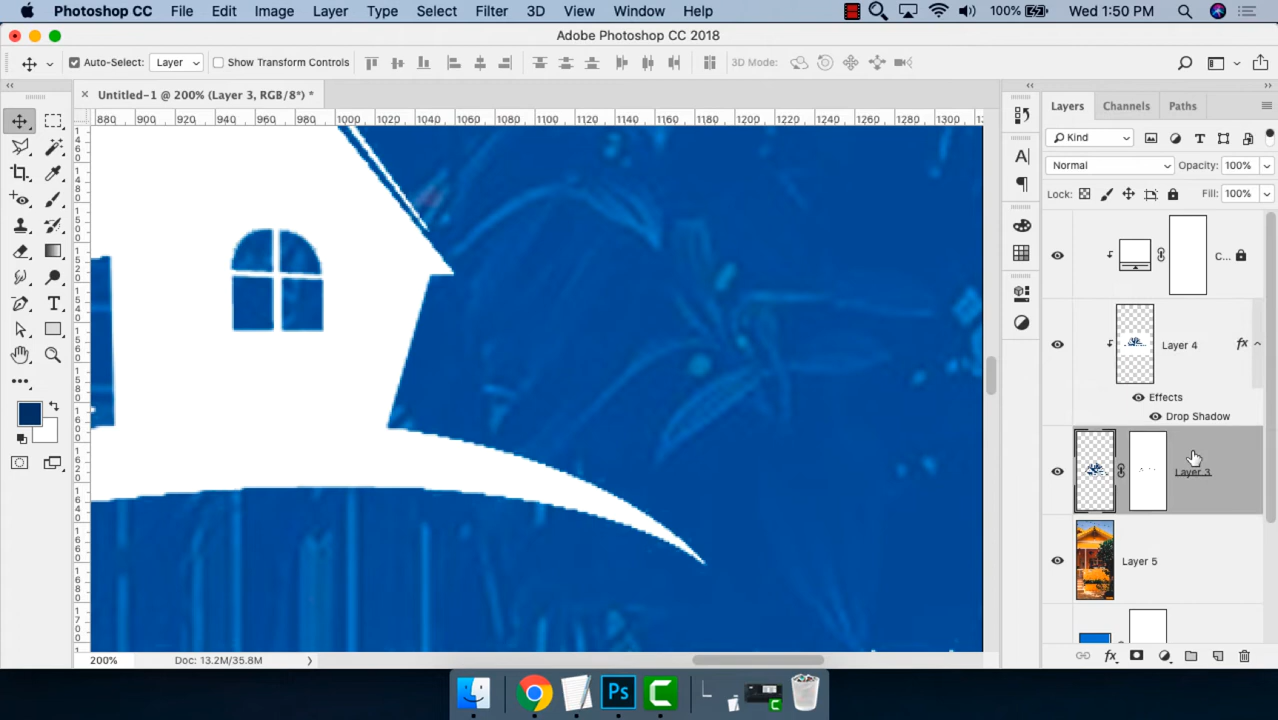 Photoshop CC File Edit Image Layer Type Select Filter 3D View Window Help 100% Wed 1:50 PM
Adobe Photoshop CC 2018
Auto-Select: Layer Show Transform Controls 3D Mode:
× Untitled-1 @ 200% (Layer 3, RGB/8*) *
880 900 920 940 960 980 1000 1020 1040 1060 1080 1100 1120 1140 1160 1180 1200 1220 1240 1260 1280 1300
Layers Channels Paths
Kind
Normal Opacity: 100%
Lock: Fill: 100%
C...
Layer 4 fx
Effects
Drop Shadow
Layer 3
Layer 5
200% Doc: 13.2M/35.8M
fx
Ps